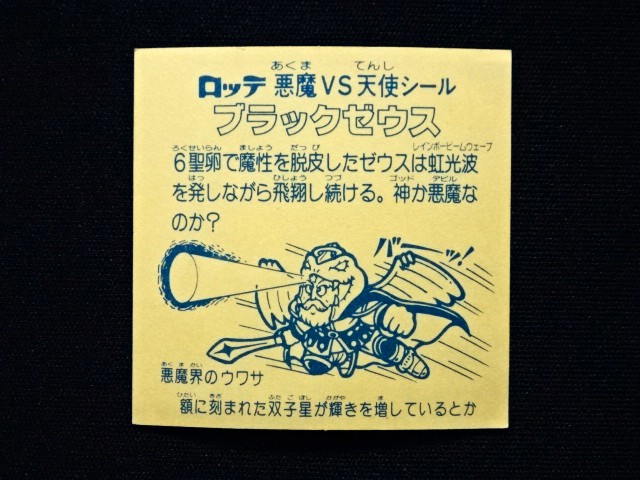 あくま てんし
ロッテ 悪魔VS天使シール
ブラックゼウス
ろくせいらん ましょう だっぴ レインボービームウェーブ
6聖卵で魔性を脱皮したゼウスは虹光波
はっ ひしょう つづ ゴッド デビル
を発しながら飛翔し続ける。神か悪魔な
のか?
バーッ!
あくまかい
悪魔界のウワサ
ひたい きざ ふたごぼし かがや ま
額に刻まれた双子星が輝きを増しているとか